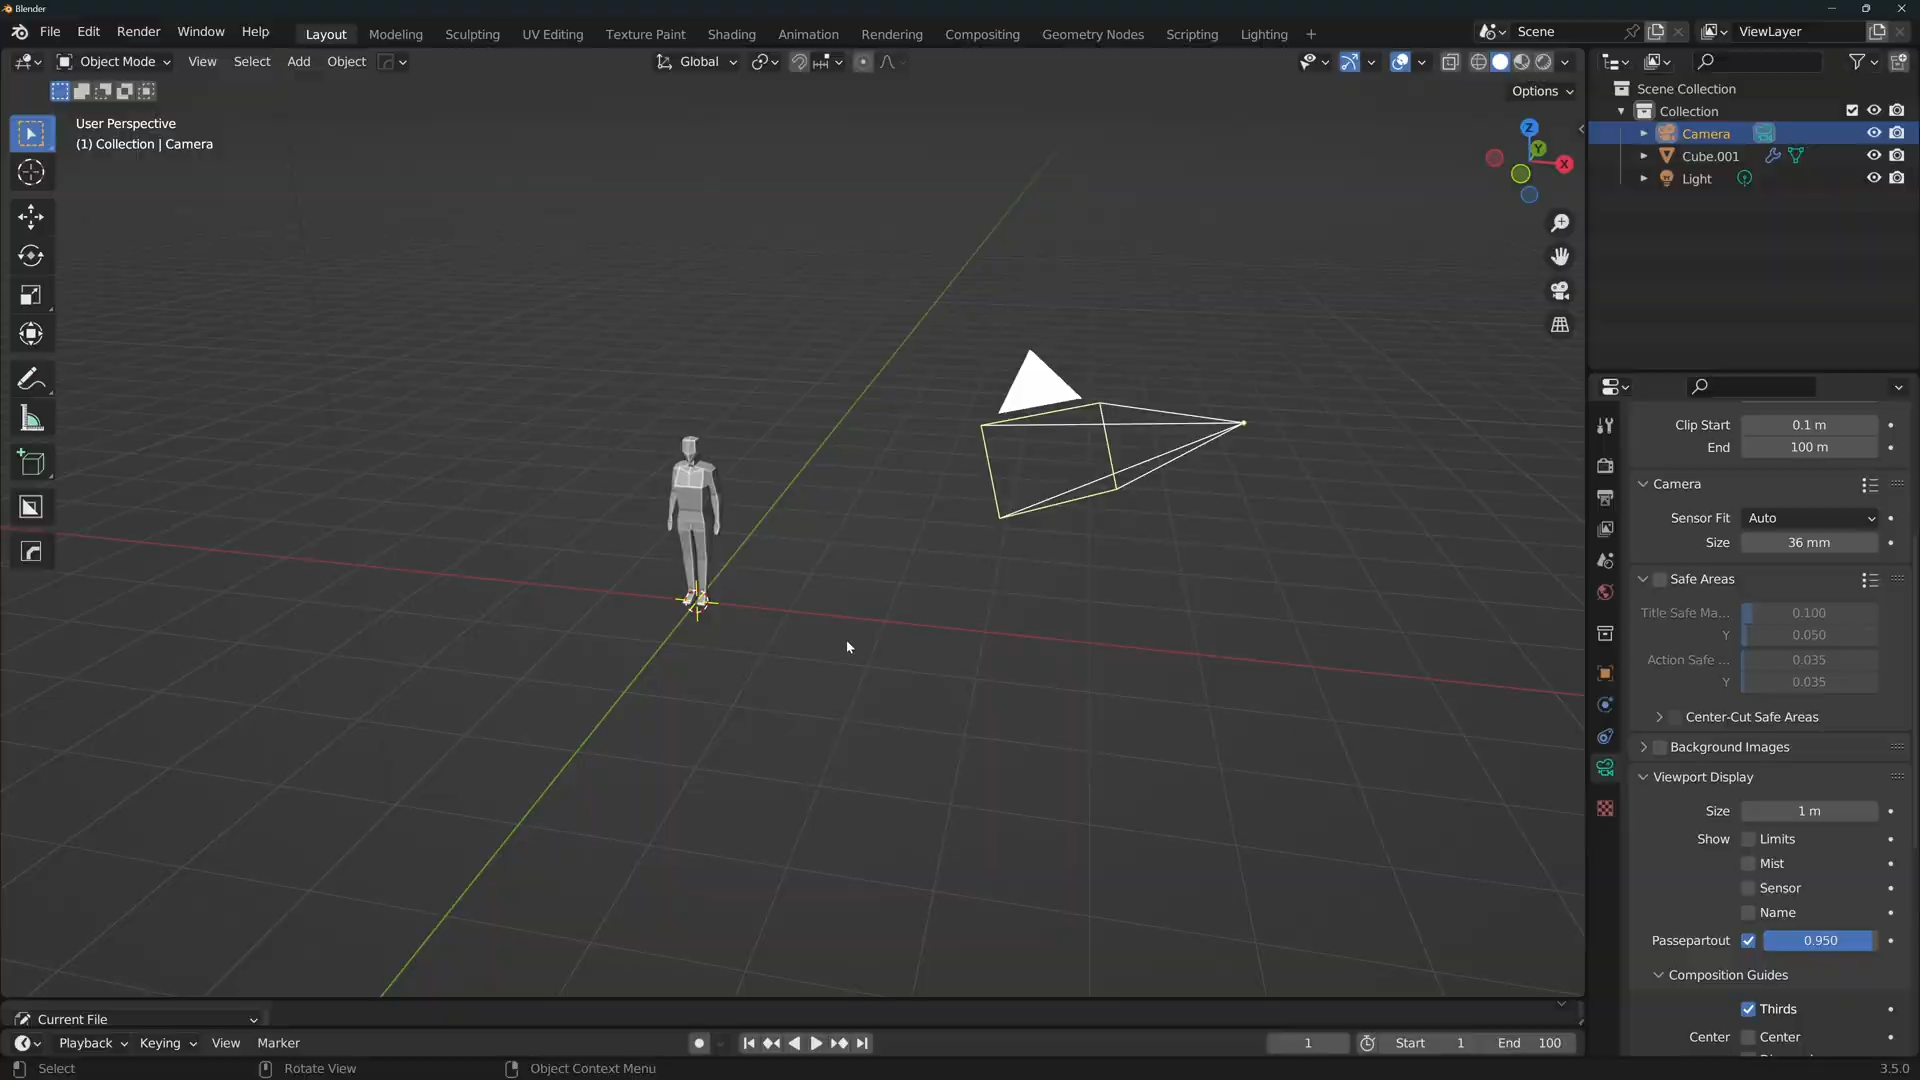 Blender
File Edit Render Window Help Layout Modeling Sculpting UV Editing Texture Paint Shading Animation Rendering Compositing Geometry Nodes Scripting Lighting + Scene ViewLayer
Object Mode View Select Add Object Global
Options
User Perspective
(1) Collection | Camera
Z
Y
X
Scene Collection
Collection
Camera
Cube.001
Light
Clip Start 0.1 m
End 100 m
Camera
Sensor Fit Auto
Size 36 mm
Safe Areas
Title Safe Ma... 0.100
Y 0.050
Action Safe ... 0.035
Y 0.035
Center-Cut Safe Areas
Background Images
Viewport Display
Size 1 m
Show Limits
Mist
Sensor
Name
Passepartout 0.950
Composition Guides
Thirds
Center Center
Current File
Playback Keying View Marker 1 Start 1 End 100
Select Rotate View Object Context Menu 3.5.0